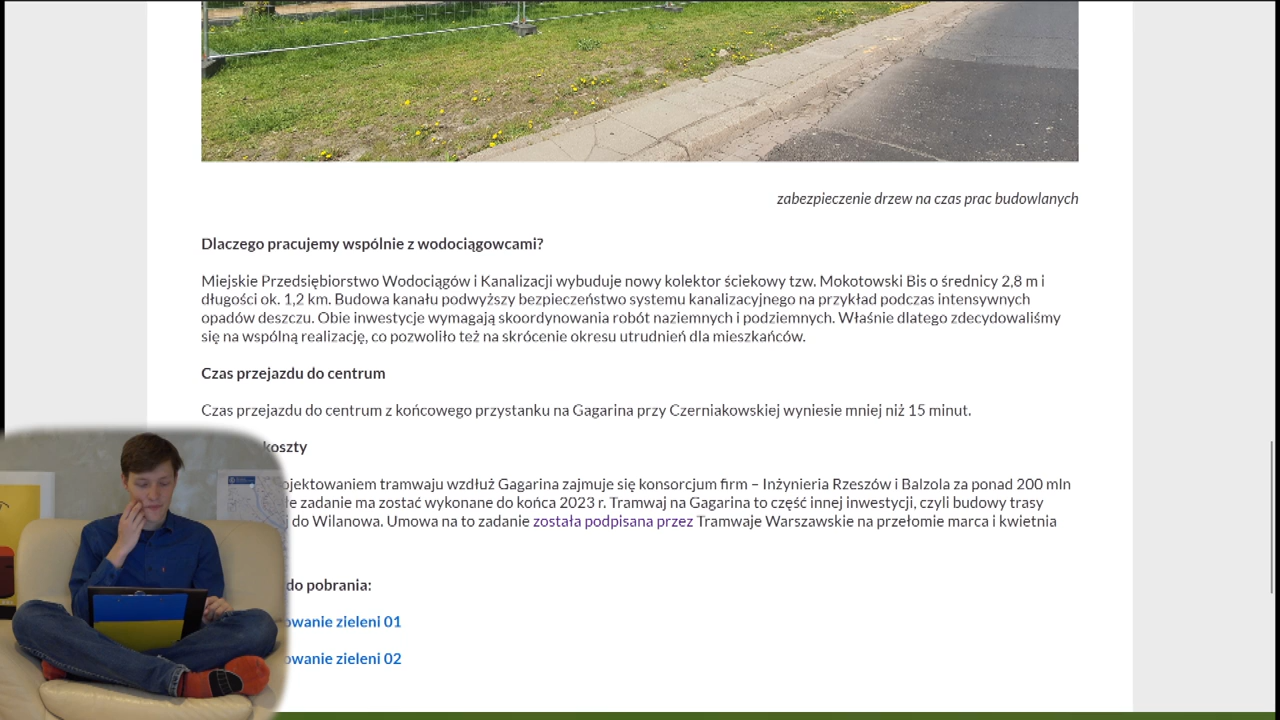 zabezpieczenie drzew na czas prac budowlanych
Dlaczego pracujemy wspólnie z wodociągowcami?
Miejskie Przedsiębiorstwo Wodociągów i Kanalizacji wybuduje nowy kolektor ściekowy tzw. Mokotowski Bis o średnicy 2,8 m i
długości ok. 1,2 km. Budowa kanału podwyższy bezpieczeństwo systemu kanalizacyjnego na przykład podczas intensywnych
opadów deszczu. Obie inwestycje wymagają skoordynowania robót naziemnych i podziemnych. Właśnie dlatego zdecydowaliśmy
się na wspólną realizację, co pozwoliło też na skrócenie okresu utrudnień dla mieszkańców.
Czas przejazdu do centrum
Czas przejazdu do centrum z końcowego przystanku na Gagarina przy Czerniakowskiej wyniesie mniej niż 15 minut.
koszty
ojektowaniem tramwaju wzdłuż Gagarina zajmuje się konsorcjum firm – Inżynieria Rzeszów i Balzola za ponad 200 mln
zadanie ma zostać wykonane do końca 2023 r. Tramwaj na Gagarina to część innej inwestycji, czyli budowy trasy
do Wilanowa. Umowa na to zadanie została podpisana przez Tramwaje Warszawskie na przełomie marca i kwietnia
do pobrania:
owanie zieleni 01
owanie zieleni 02